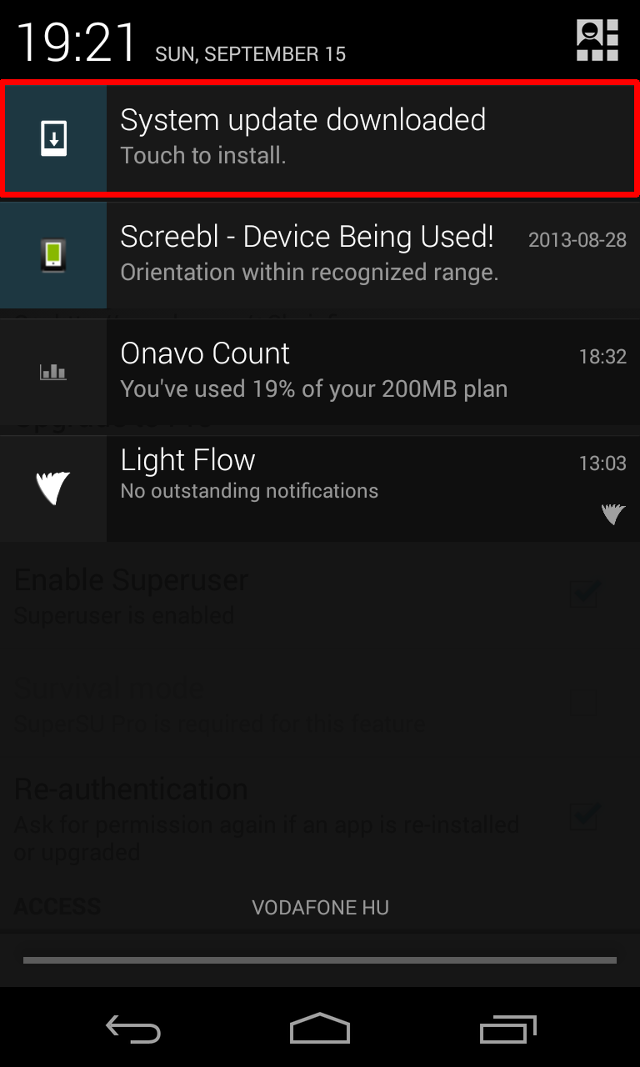 19:21 SUN, SEPTEMBER 15
System update downloaded
Touch to install.
Screebl - Device Being Used! 2013-08-28
Orientation within recognized range.
Onavo Count 18:32
You've used 19% of your 200MB plan
Light Flow 13:03
No outstanding notifications
Enable Superuser
Superuser is enabled
Survival mode
SuperSU Pro is required for this feature
Re-authentication
Ask for permission again if an app is re-installed
or upgraded
ACCESS
VODAFONE HU